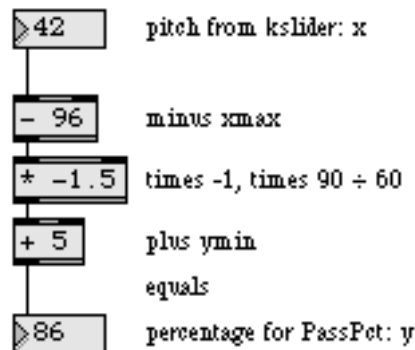 42 pitch from kslider: x
- 96 minus xmax
* -1.5 times -1, times 90 ÷ 60
+ 5 plus ymin
equals
86 percentage for PassPct: y